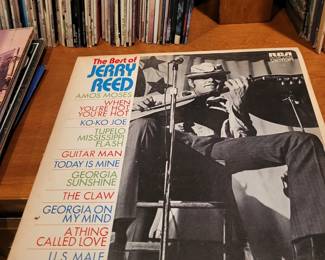 The Best of
JERRY
REED
RCA
AMOS MOSES
WHEN
YOU'RE HOT
YOU'RE HOT
KO-KO JOE
TUPELO
MISSISSIPPI
FLASH
GUITAR MAN
TODAY IS MINE
GEORGIA
SUNSHINE
THE CLAW
GEORGIA ON
MY MIND
A THING
CALLED LOVE
U.S. MALE